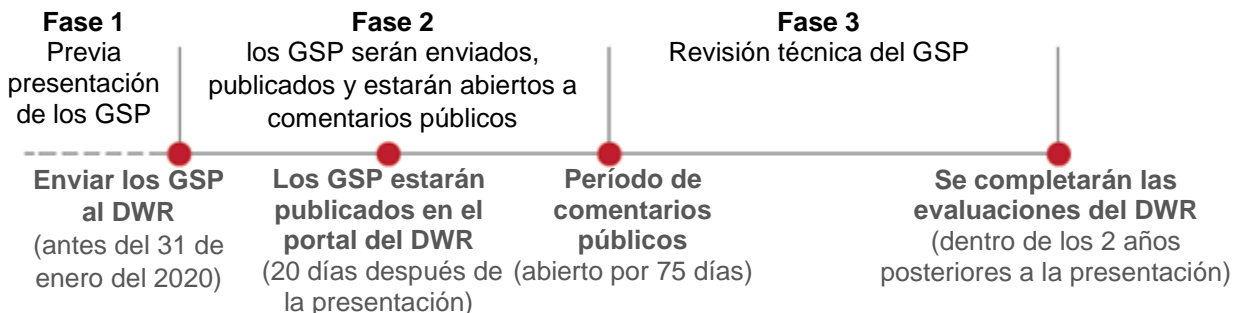 Fase 1
Previa
presentación
de los GSP
Fase 2
los GSP serán enviados,
publicados y estarán abiertos a
comentarios públicos
Fase 3
Revisión técnica del GSP
Enviar los GSP
al DWR
(antes del 31 de
enero del 2020)
Los GSP estarán
publicados en el
portal del DWR
(20 días después de
la presentación)
Período de
comentarios
públicos
(abierto por 75 días)
Se completarán las
evaluaciones del DWR
(dentro de los 2 años
posteriores a la presentación)